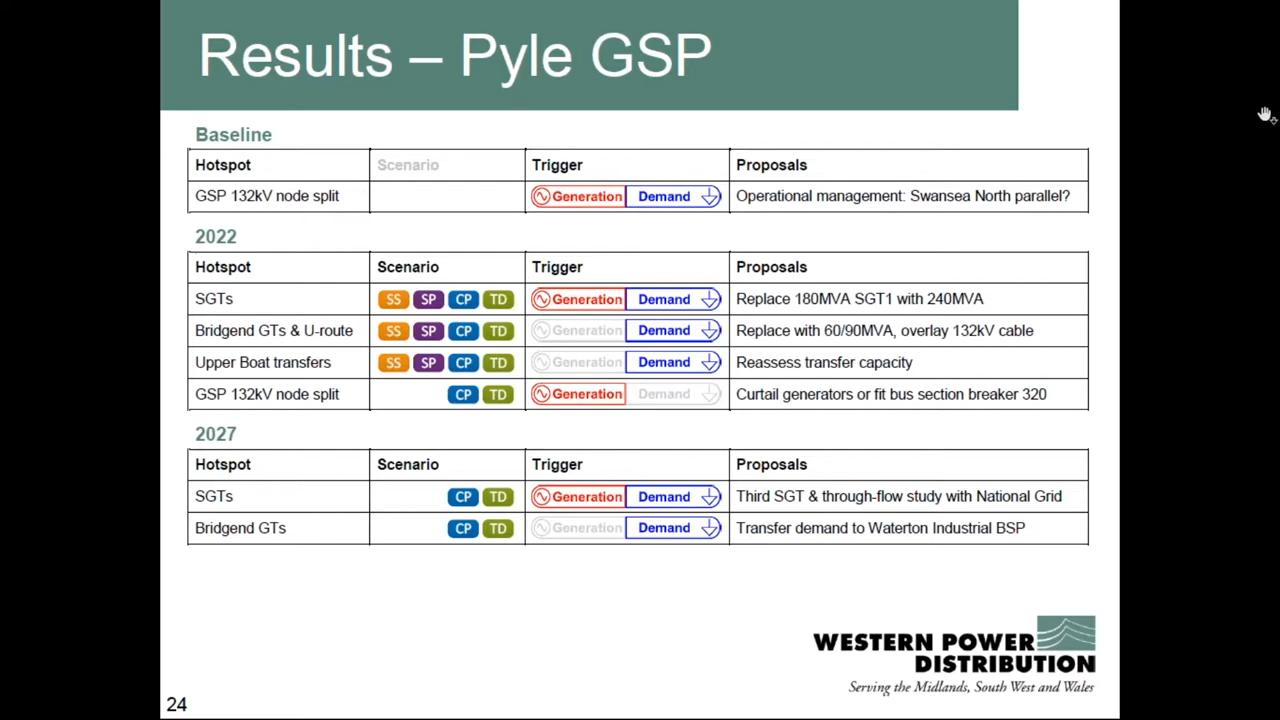 Results – Pyle GSP
Baseline
Hotspot Scenario Trigger Proposals
GSP 132kV node split Generation Demand Operational management: Swansea North parallel?
2022
Hotspot Scenario Trigger Proposals
SGTs SS SP CP TD Generation Demand Replace 180MVA SGT1 with 240MVA
Bridgend GTs & U-route SS SP CP TD Generation Demand Replace with 60/90MVA, overlay 132kV cable
Upper Boat transfers SS SP CP TD Generation Demand Reassess transfer capacity
GSP 132kV node split CP TD Generation Demand Curtail generators or fit bus section breaker 320
2027
Hotspot Scenario Trigger Proposals
SGTs CP TD Generation Demand Third SGT & through-flow study with National Grid
Bridgend GTs CP TD Generation Demand Transfer demand to Waterton Industrial BSP
WESTERN POWER
DISTRIBUTION
Serving the Midlands, South West and Wales
24